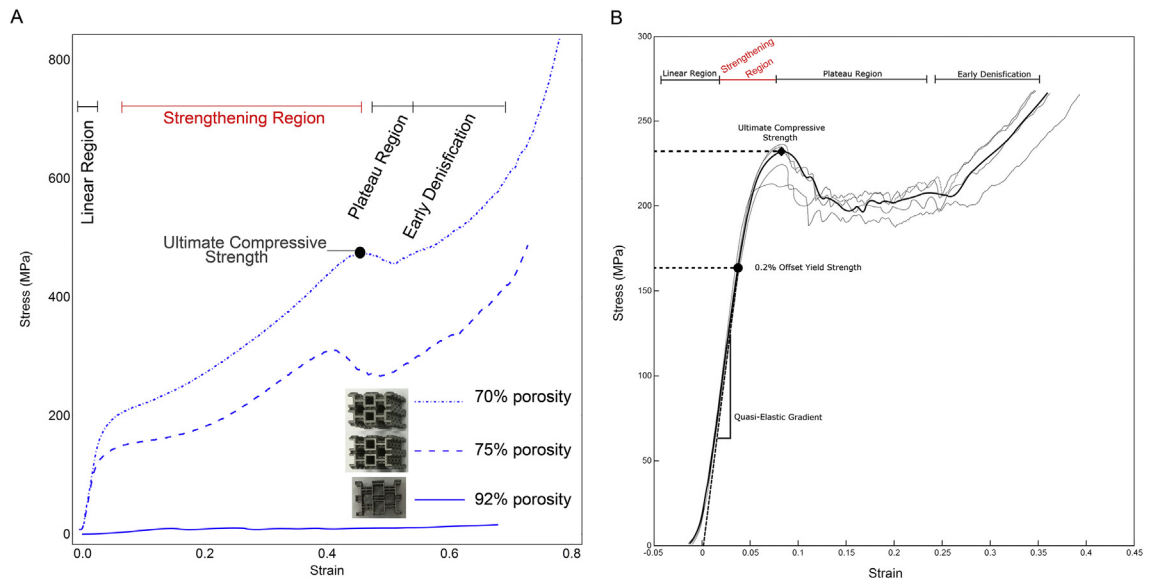 A
800
600
400
200
0
Stress (MPa)
0.0
0.2
0.4
0.6
0.8
Strain
Linear Region
Strengthening Region
Plateau Region
Early Denisfication
Ultimate Compressive
Strength
70% porosity
75% porosity
92% porosity
B
300
250
200
150
100
50
0
Stress (MPa)
-0.05
0
0.05
0.1
0.15
0.2
0.25
0.3
0.35
0.4
0.45
Strain
Linear Region
Strengthening
Region
Plateau Region
Early Denisfication
Ultimate Compressive
Strength
0.2% Offset Yield Strength
Quasi-Elastic Gradient